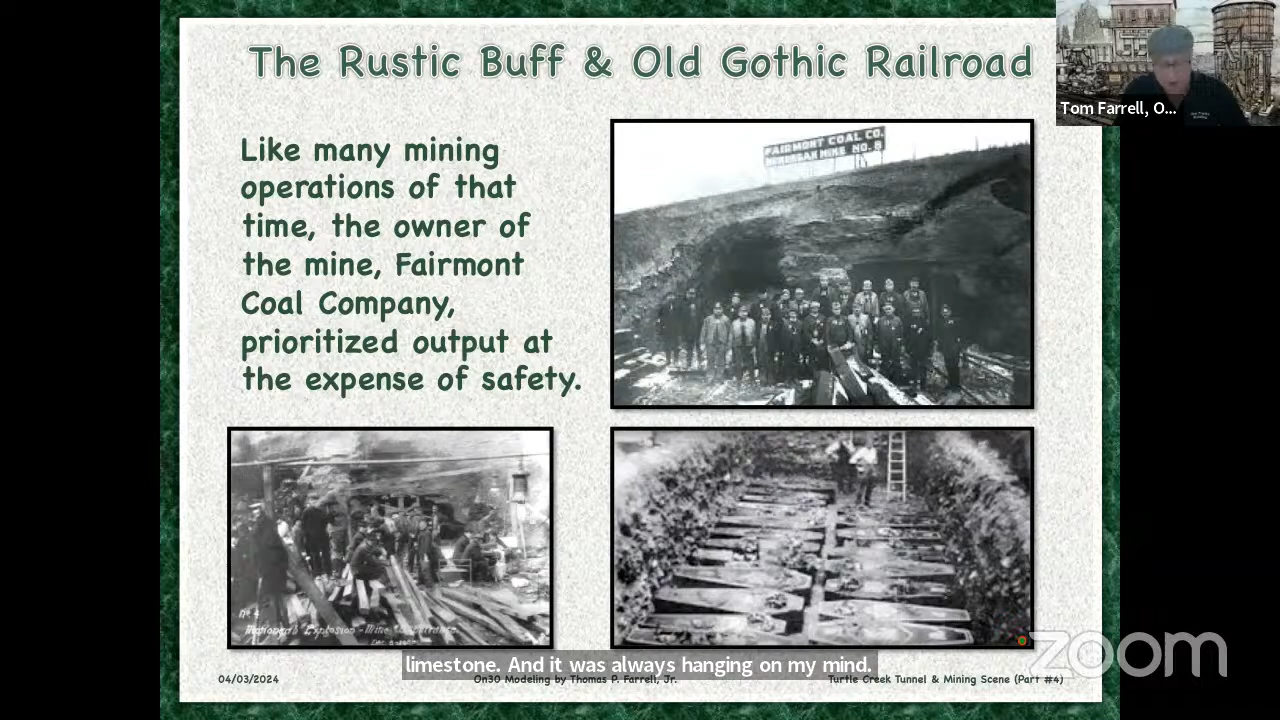 The Rustic Buff & Old Gothic Railroad
Tom Farrell, O...
Like many mining
operations of that
time, the owner of
the mine, Fairmont
Coal Company,
prioritized output at
the expense of safety.
FAIRMONT COAL CO.
MINE NO. 8
No 4
Explosion - Mine
limestone. And it was always hanging on my mind.
zoom
04/03/2024
On30 Modeling by Thomas P. Farrell, Jr.
Turtle Creek Tunnel & Mining Scene (Part #4)